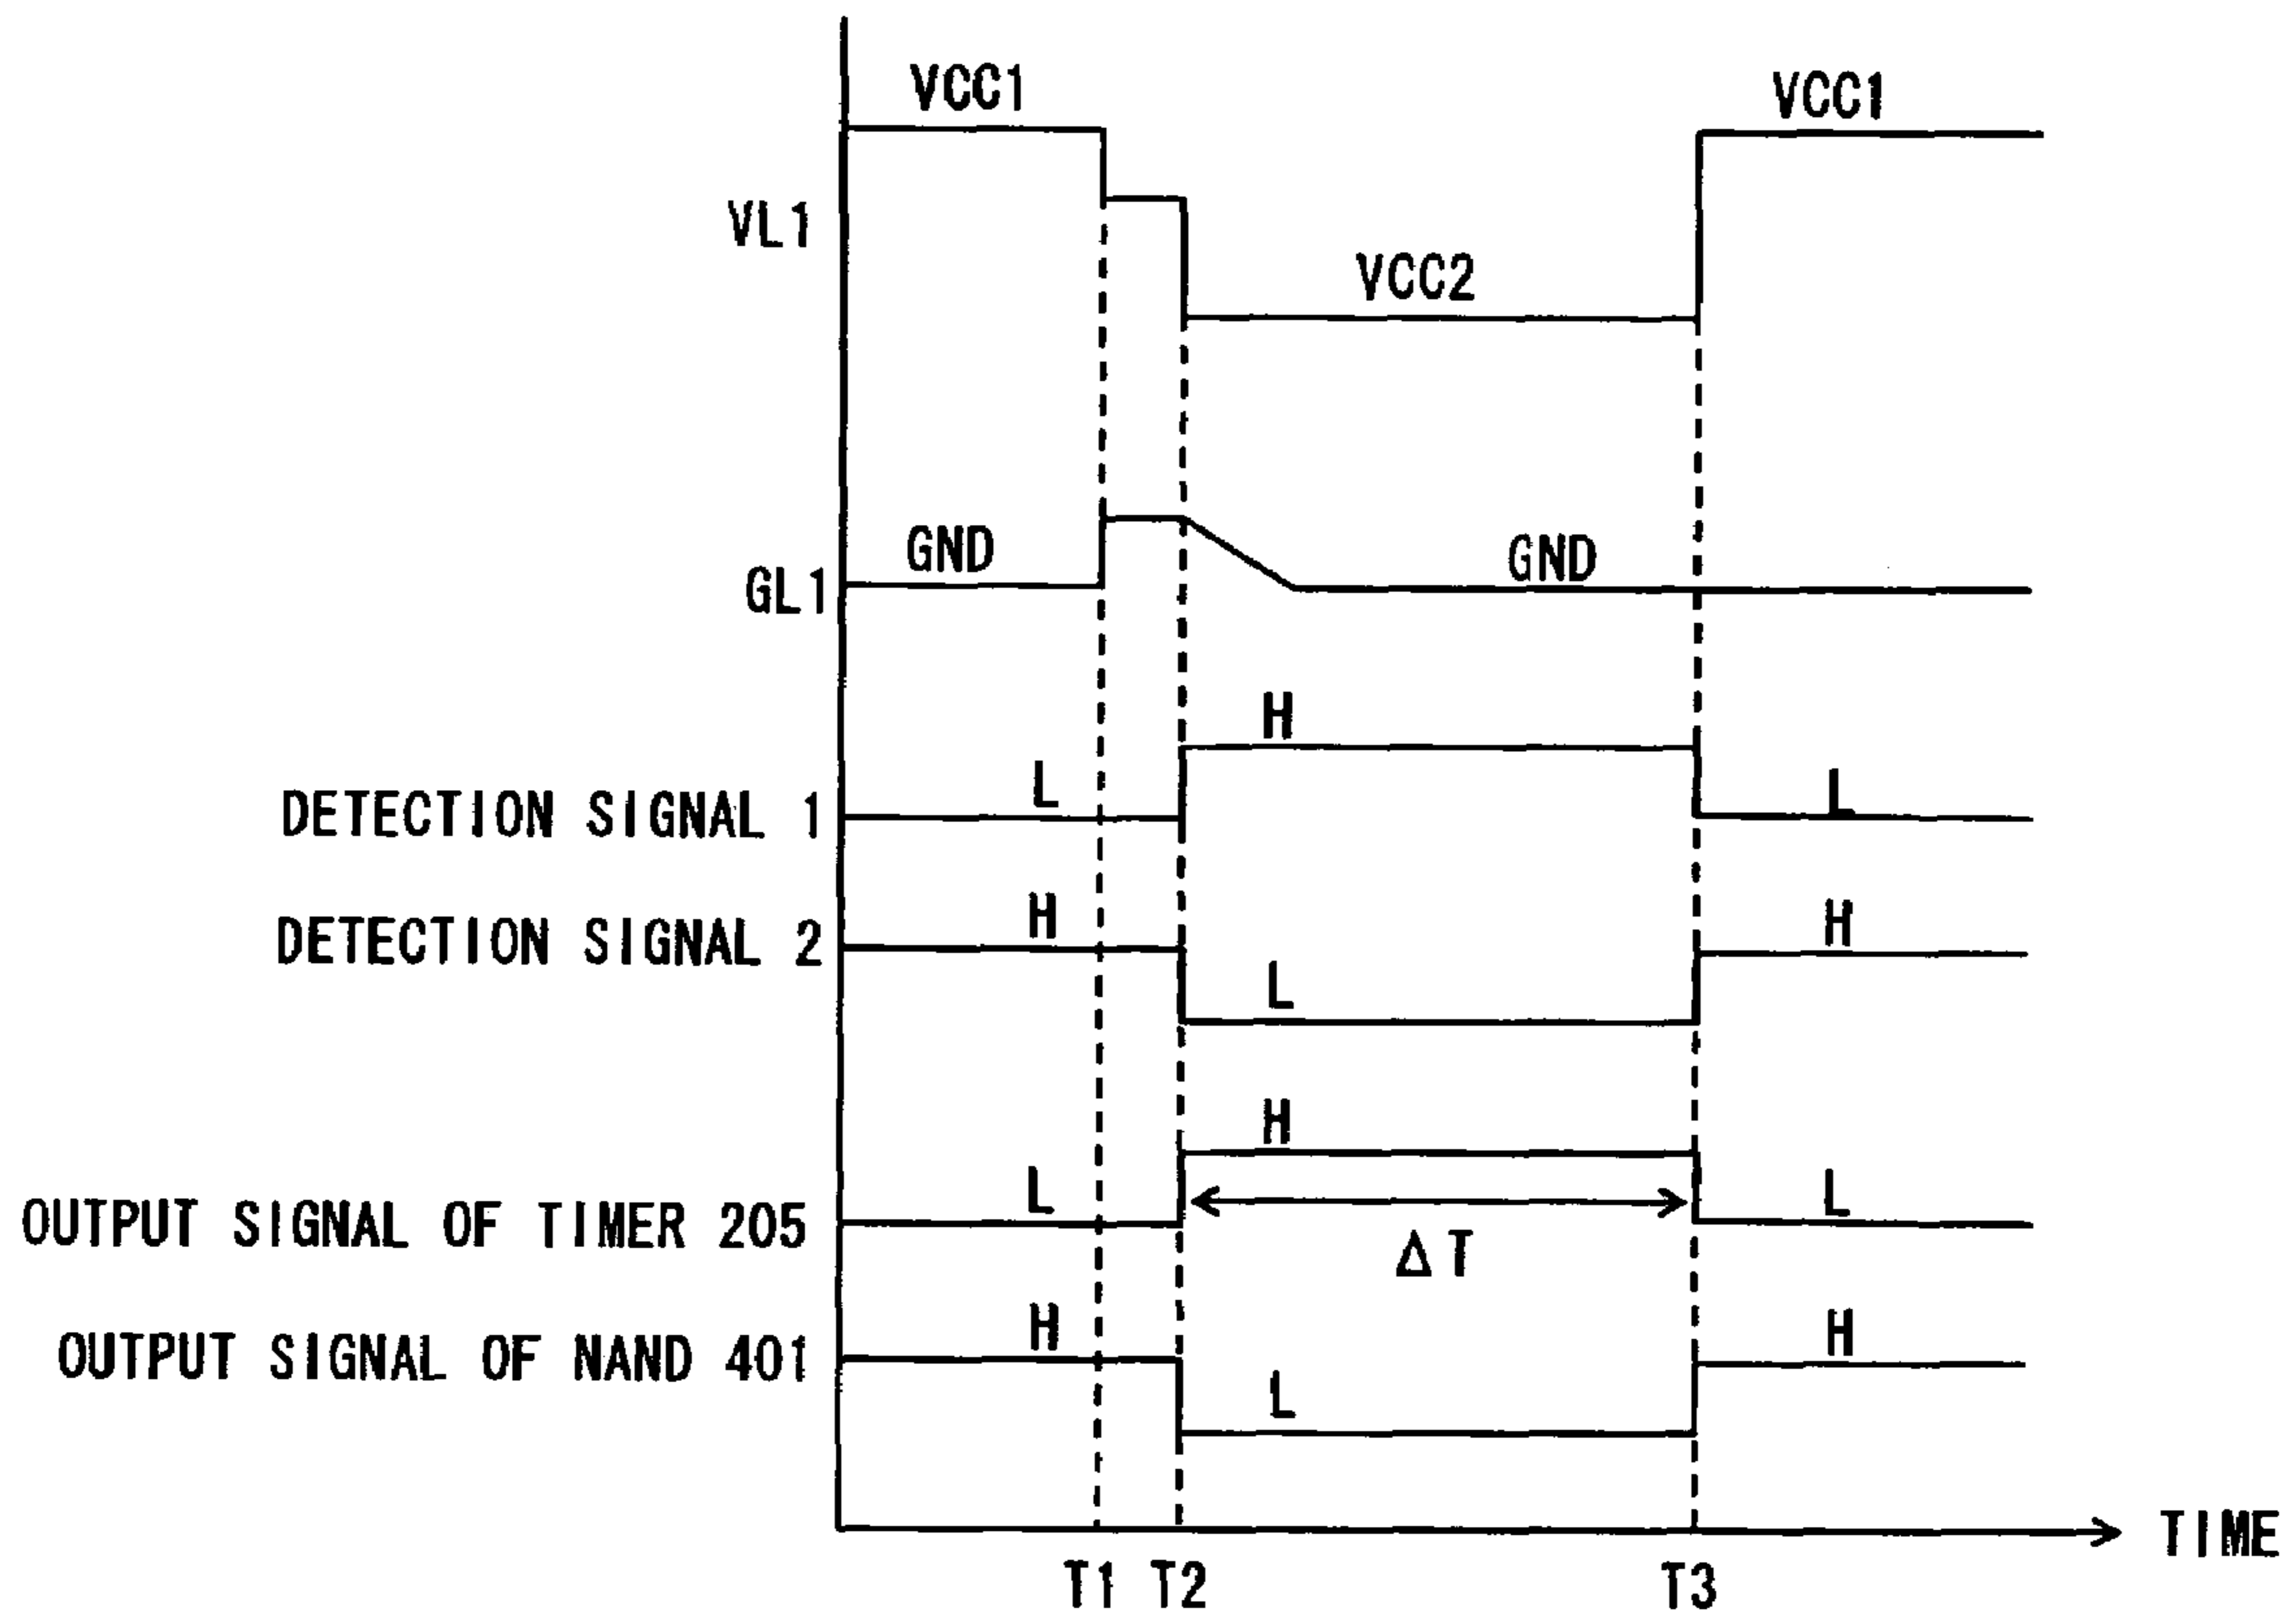 VCC1 VCC1
VL1
VCC2
GND GND
GL1
H
L L
DETECTION SIGNAL 1
H H
DETECTION SIGNAL 2
L
H
L L
OUTPUT SIGNAL OF TIMER 205
ΔT
H H
OUTPUT SIGNAL OF NAND 401
L
TIME
T1 T2 T3